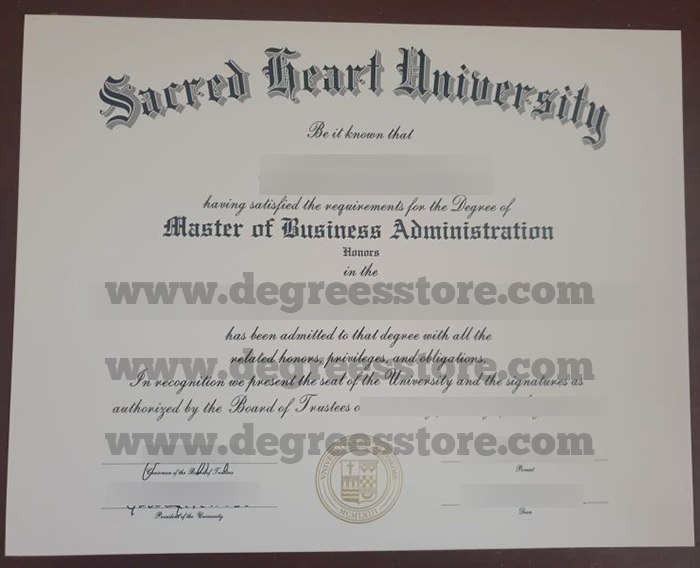 Sacred Heart University
Be it known that
having satisfied the requirements for the Degree of
Master of Business Administration
Honors
in the
www.degreesstore.com
has been admitted to that degree with all the
related honors, privileges, and obligations.
www.degreesstore.com
In recognition we present the seal of the University and the signatures as
authorized by the Board of Trustees o
www.degreesstore.com
Chairman of the Board of Trustees
President of the University
Provost
Dean
MCMLXIII